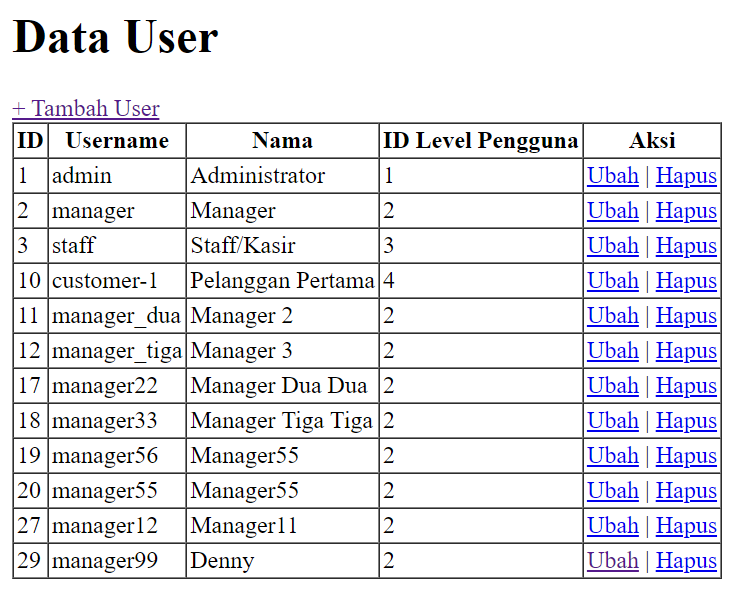 Data User
+ Tambah User
ID Username Nama ID Level Pengguna Aksi
1 admin Administrator 1 Ubah | Hapus
2 manager Manager 2 Ubah | Hapus
3 staff Staff/Kasir 3 Ubah | Hapus
10 customer-1 Pelanggan Pertama 4 Ubah | Hapus
11 manager_dua Manager 2 2 Ubah | Hapus
12 manager_tiga Manager 3 2 Ubah | Hapus
17 manager22 Manager Dua Dua 2 Ubah | Hapus
18 manager33 Manager Tiga Tiga 2 Ubah | Hapus
19 manager56 Manager55 2 Ubah | Hapus
20 manager55 Manager55 2 Ubah | Hapus
27 manager12 Manager11 2 Ubah | Hapus
29 manager99 Denny 2 Ubah | Hapus